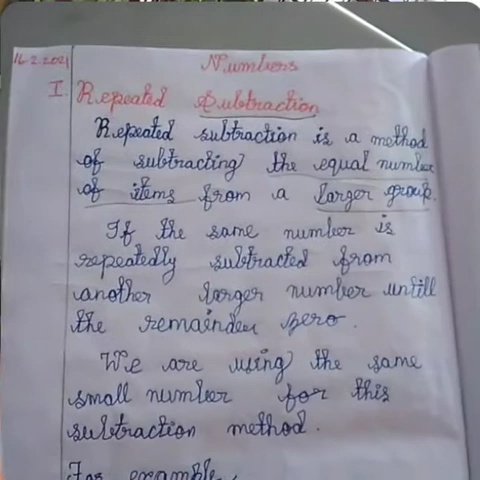 16.2.2021
Numbers
I. Repeated Subtraction
Repeated subtraction is a method
of subtracting the equal number
of items from a larger group.
If the same number is
repeatedly subtracted from
another larger number untill
the remainder zero.
We are using the same
small number for this
subtraction method.
For example,